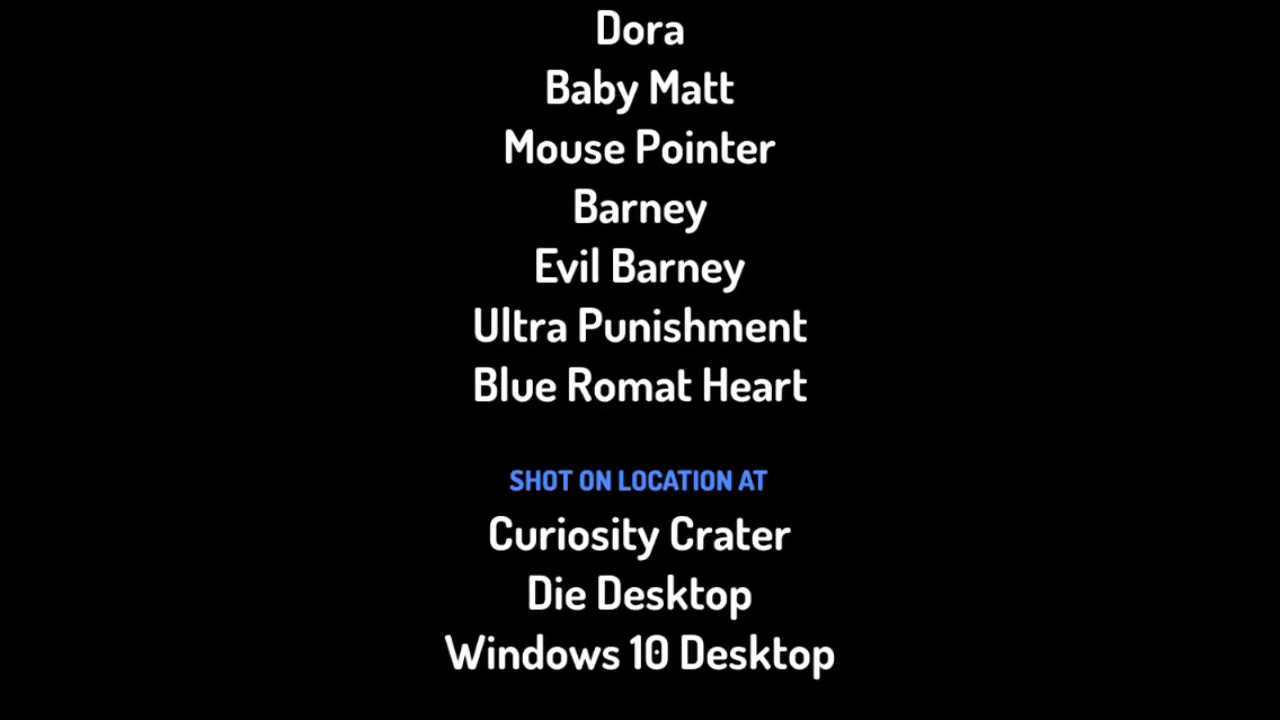 Dora
Baby Matt
Mouse Pointer
Barney
Evil Barney
Ultra Punishment
Blue Romat Heart
SHOT ON LOCATION AT
Curiosity Crater
Die Desktop
Windows 10 Desktop